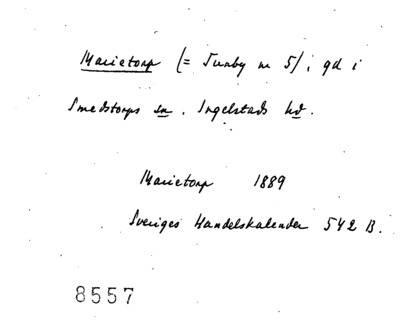 Marietorp (= Tunby nr 5), gd i
Smedstorps sn. Ingelstads hd.
Marietorp 1889
Sveriges Handelskalender 542 B.
8557